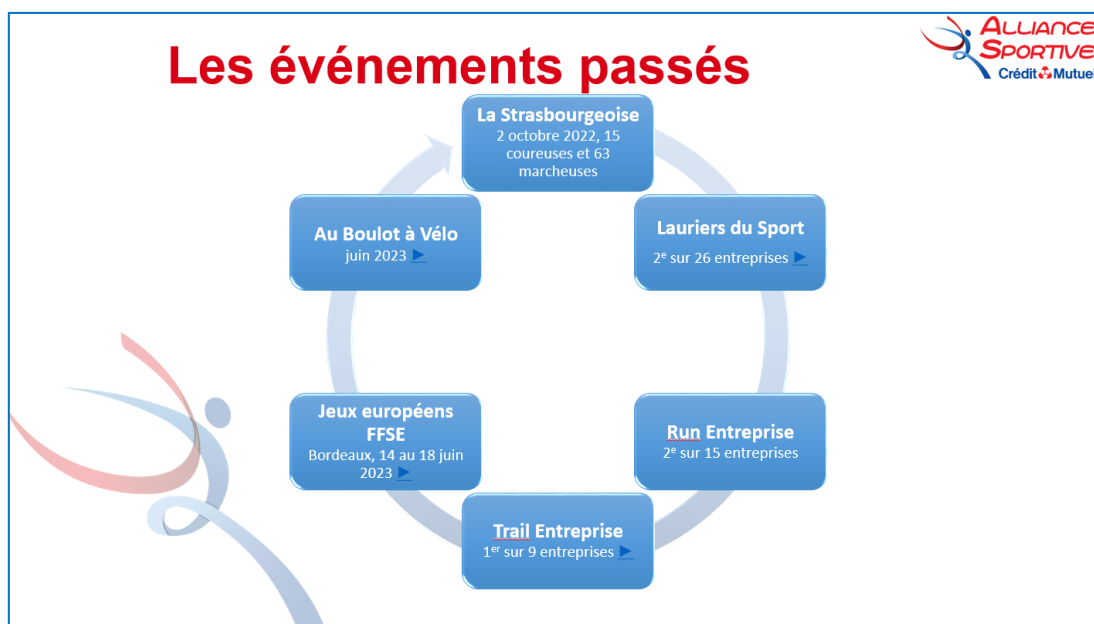 Les événements passés
ALLIANCE
SPORTIVE
Crédit Mutuel
La Strasbourgeoise
2 octobre 2022, 15
coureuses et 63
marcheuses
Lauriers du Sport
2e sur 26 entreprises ►
Run Entreprise
2e sur 15 entreprises
Trail Entreprise
1er sur 9 entreprises ►
Jeux européens
FFSE
Bordeaux, 14 au 18 juin
2023 ►
Au Boulot à Vélo
juin 2023 ►